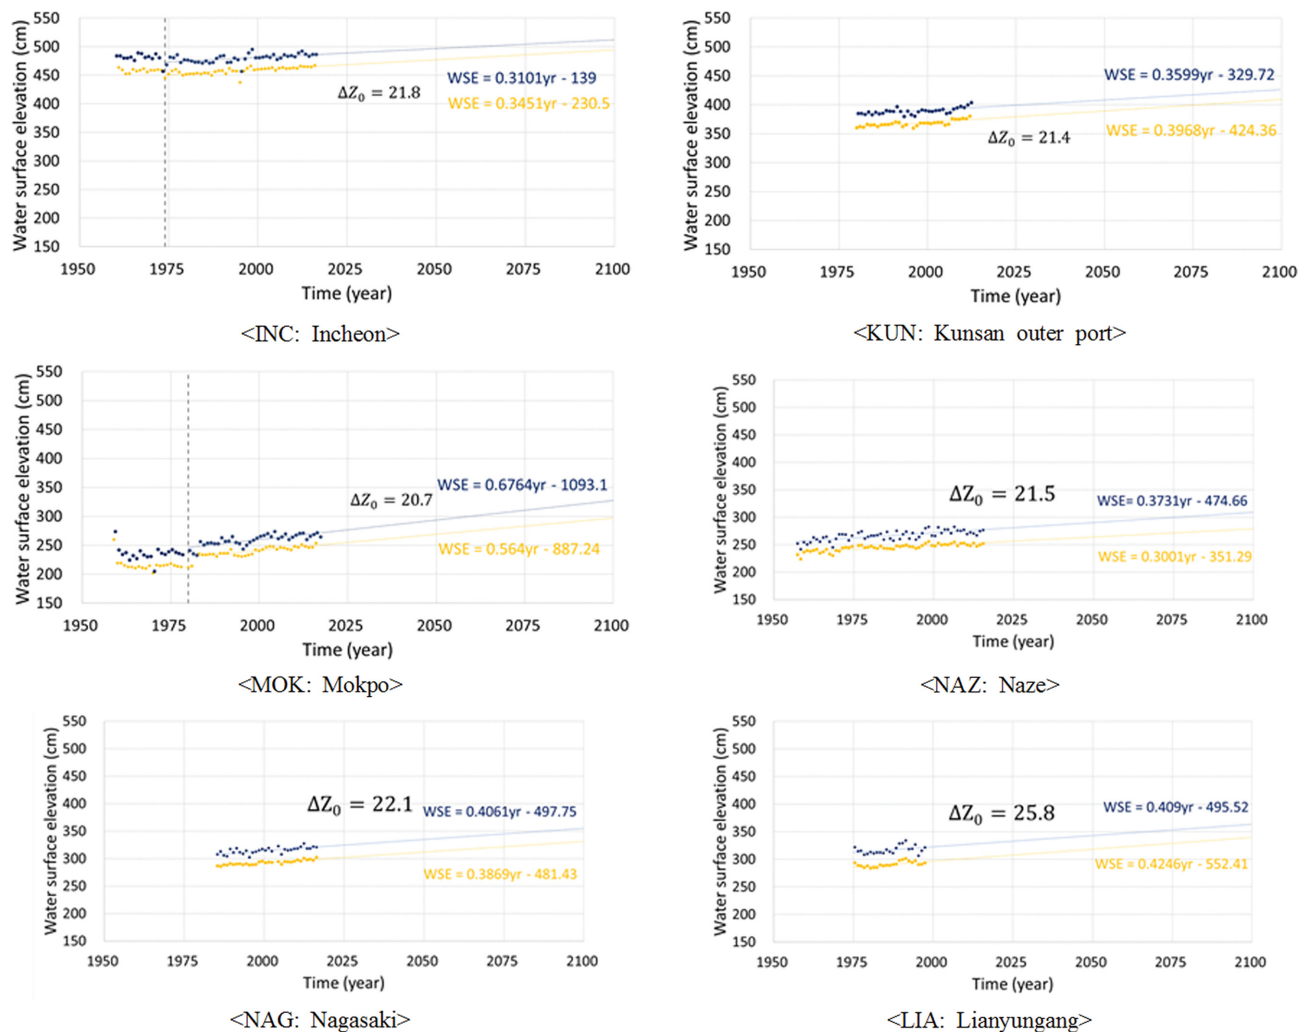 Water surface elevation (cm)
550
500
450
400
350
300
250
200
150
1950 1975 2000 2025 2050 2075 2100
Time (year)
WSE = 0.3101yr - 139
ΔZ₀ = 21.8
WSE = 0.3451yr - 230.5
<INC: Incheon>
Water surface elevation (cm)
550
500
450
400
350
300
250
200
150
1950 1975 2000 2025 2050 2075 2100
Time (year)
WSE = 0.3599yr - 329.72
WSE = 0.3968yr - 424.36
ΔZ₀ = 21.4
<KUN: Kunsan outer port>
Water surface elevation (cm)
550
500
450
400
350
300
250
200
150
1950 1975 2000 2025 2050 2075 2100
Time (year)
WSE = 0.6764yr - 1093.1
ΔZ₀ = 20.7
WSE = 0.564yr - 887.24
<MOK: Mokpo>
Water surface elevation (cm)
550
500
450
400
350
300
250
200
150
1950 1975 2000 2025 2050 2075 2100
Time (year)
ΔZ₀ = 21.5
WSE = 0.3731yr - 474.66
WSE = 0.3001yr - 351.29
<NAZ: Naze>
Water surface elevation (cm)
550
500
450
400
350
300
250
200
150
1950 1975 2000 2025 2050 2075 2100
Time (year)
ΔZ₀ = 22.1
WSE = 0.4061yr - 497.75
WSE = 0.3869yr - 481.43
<NAG: Nagasaki>
Water surface elevation (cm)
550
500
450
400
350
300
250
200
150
1950 1975 2000 2025 2050 2075 2100
Time (year)
ΔZ₀ = 25.8
WSE = 0.409yr - 495.52
WSE = 0.4246yr - 552.41
<LIA: Lianyungang>